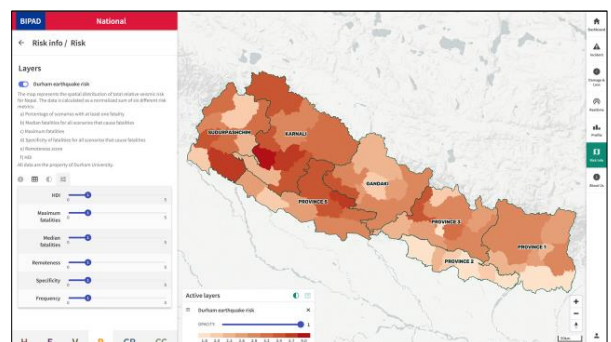 BIPAD
National
Risk info / Risk
Layers
Durham earthquake risk
The map represents the spatial distribution of total relative seismic risk
for Nepal. The data is calculated as a normalized sum of six different risk
metrics:
a) Percentage of scenarios with at least one fatality
b) Median fatalities for all scenarios that cause fatalities
c) Maximum fatalities
d) Specificity of fatalities for all scenarios that cause fatalities
e) Remoteness score
f) HDI
All data are the property of Durham University.
HDI
Maximum
fatalities
Median
fatalities
Remoteness
Specificity
Frequency
SUDURPASHCHIM
KARNALI
GANDAKI
PROVINCE 5
PROVINCE 3
PROVINCE 1
PROVINCE 2
Active layers
Durham earthquake risk
OPACITY
1
Dashboard
Incident
Damage &
Loss
Realtime
Profile
Risk info
About Us